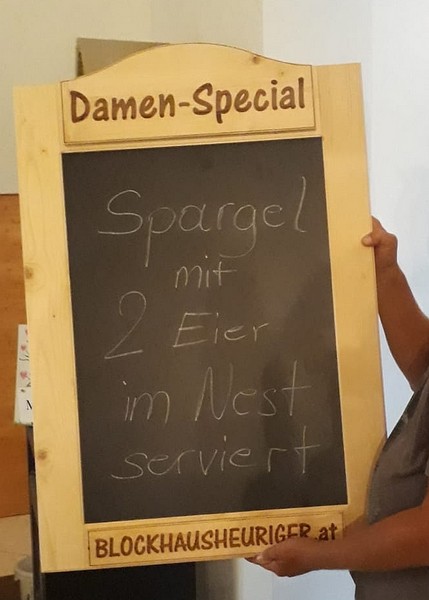 Damen-Special
Spargel
mit
2 Eier
im Nest
serviert
BLOCKHAUSHEURIGER.at